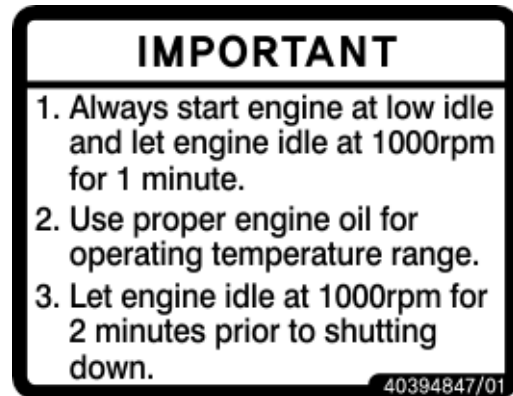 IMPORTANT
1. Always start engine at low idle
and let engine idle at 1000rpm
for 1 minute.
2. Use proper engine oil for
operating temperature range.
3. Let engine idle at 1000rpm for
2 minutes prior to shutting
down.
40394847/01